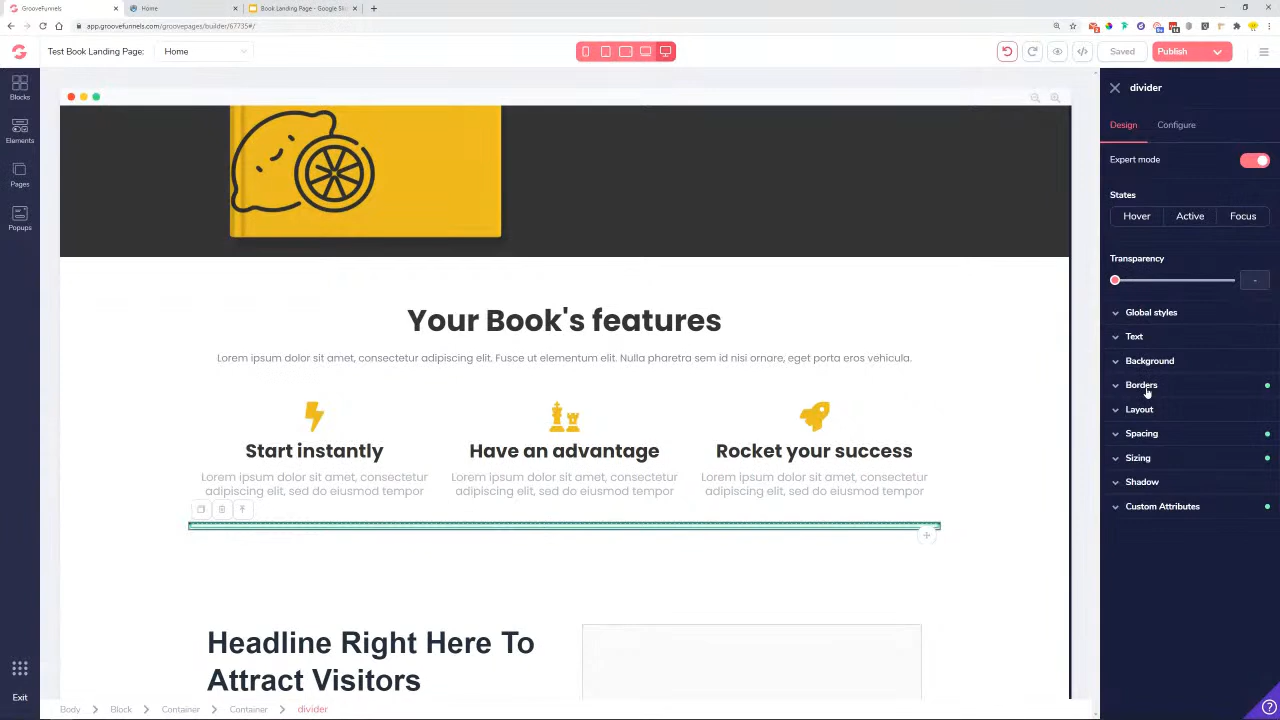 GrooveFunnels
Home
Book Landing Page - Google Sli
app.groovefunnels.com/groovepages/builder/67735#/
Test Book Landing Page:
Home
Saved
Publish
Blocks
Elements
Pages
Popups
Exit
Your Book's features
Lorem ipsum dolor sit amet, consectetur adipiscing elit. Fusce ut elementum elit. Nulla pharetra sem id nisi ornare, eget porta eros vehicula.
Start instantly
Lorem ipsum dolor sit amet, consectetur
adipiscing elit, sed do eiusmod tempor
Have an advantage
Lorem ipsum dolor sit amet, consectetur
adipiscing elit, sed do eiusmod tempor
Rocket your success
Lorem ipsum dolor sit amet, consectetur
adipiscing elit, sed do eiusmod tempor
Headline Right Here To
Attract Visitors
Body
Block
Container
Container
divider
divider
Design
Configure
Expert mode
States
Hover
Active
Focus
Transparency
-
Global styles
Text
Background
Borders
Layout
Spacing
Sizing
Shadow
Custom Attributes